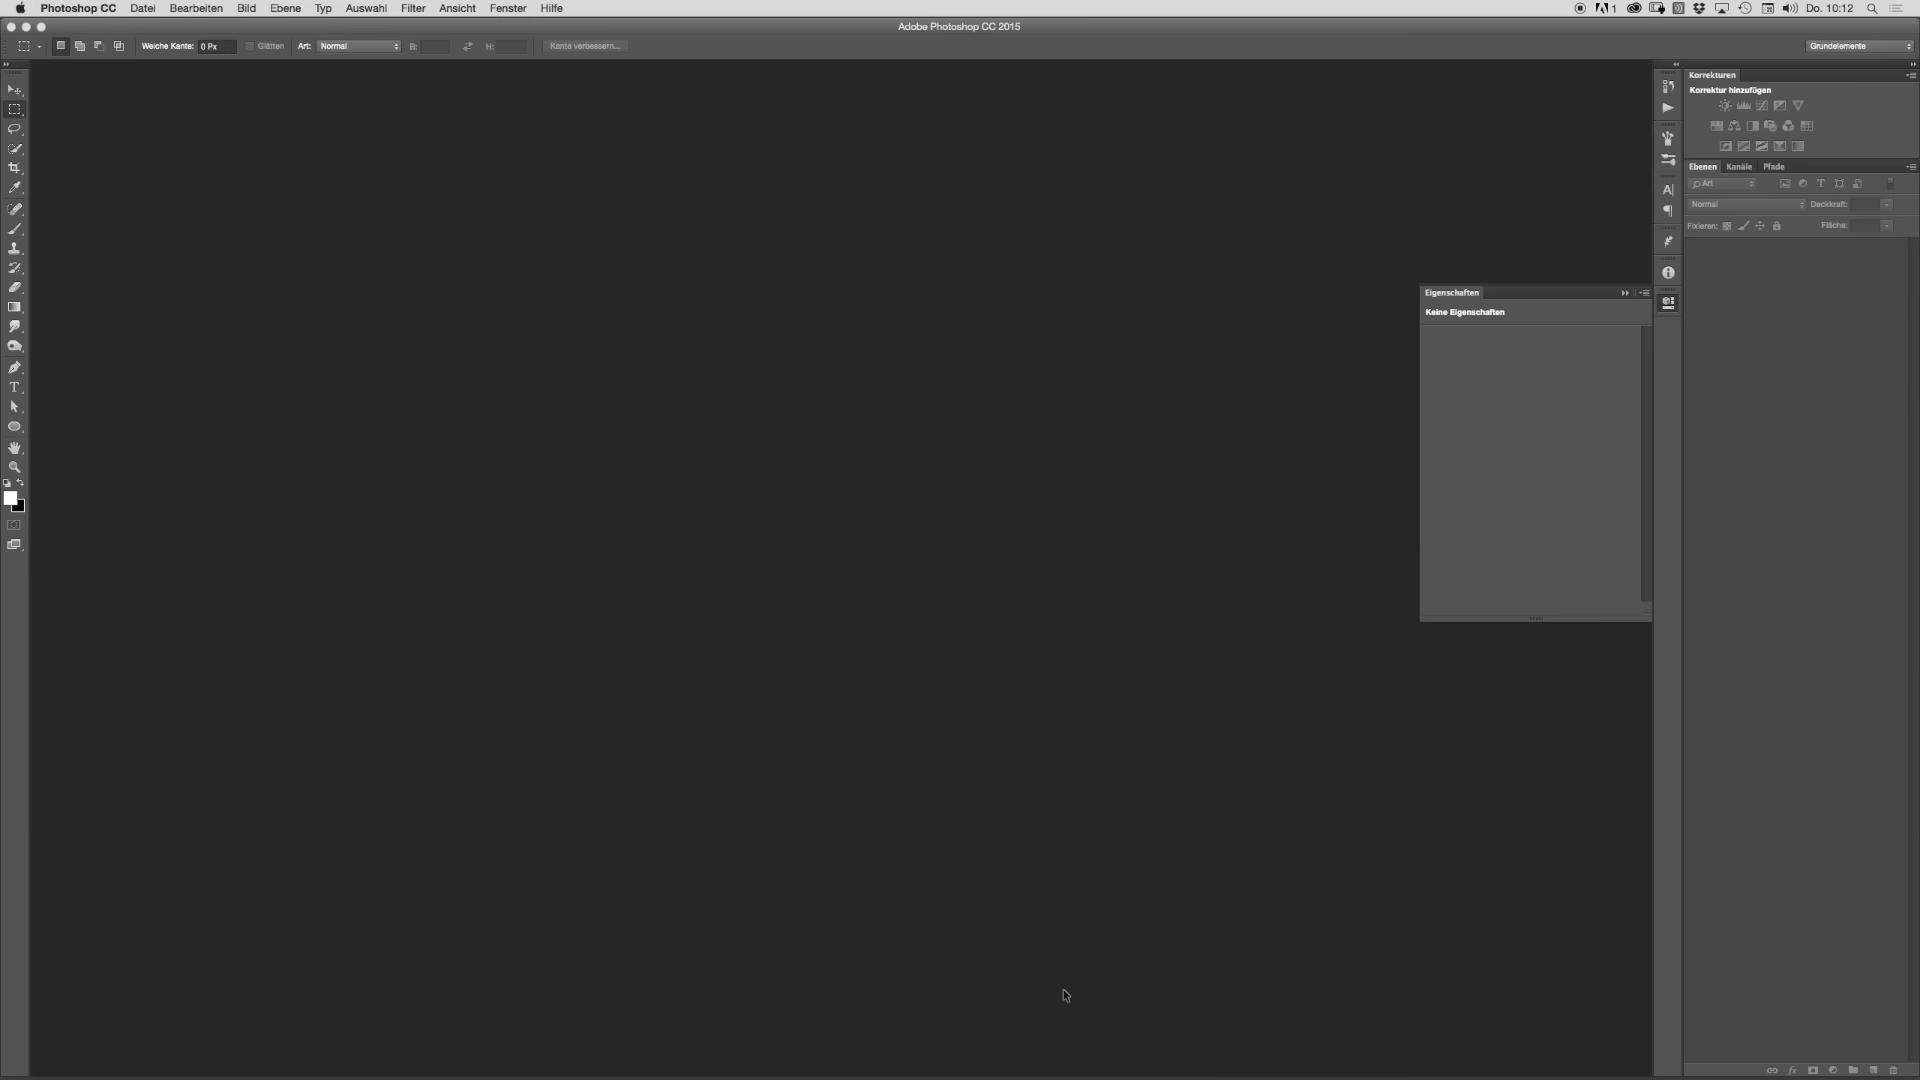 Photoshop CC Datei Bearbeiten Bild Ebene Typ Auswahl Filter Ansicht Fenster Hilfe 1 Do. 10:12
Adobe Photoshop CC 2015
Weiche Kante: 0 Px Glätten Art: Normal B: H: Kante verbessern... Grundelemente
Korrekturen
Korrektur hinzufügen
Ebenen Kanäle Pfade
Art
Normal Deckkraft:
Fixieren: Fläche:
Eigenschaften
Keine Eigenschaften